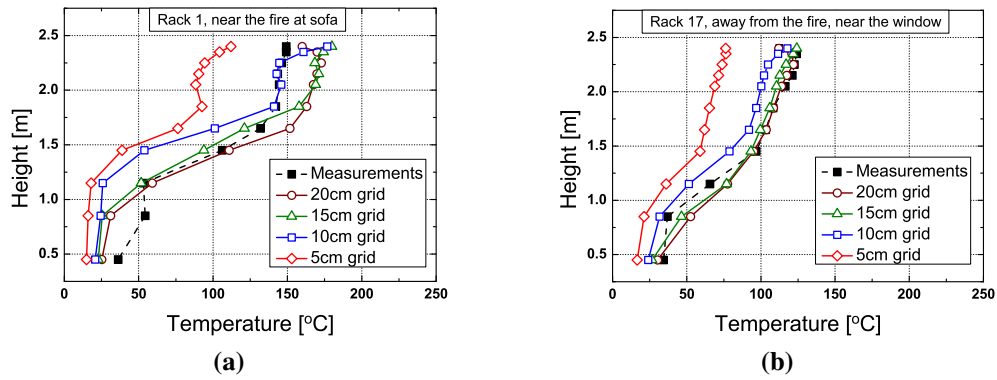 Rack 1, near the fire at sofa
2.5
2.0
1.5
1.0
0.5
Height [m]
Measurements
20cm grid
15cm grid
10cm grid
5cm grid
0
50
100
150
200
250
Temperature [ºC]
(a)
Rack 17, away from the fire, near the window
2.5
2.0
1.5
1.0
0.5
Height [m]
Measurements
20cm grid
15cm grid
10cm grid
5cm grid
0
50
100
150
200
250
Temperature [ºC]
(b)